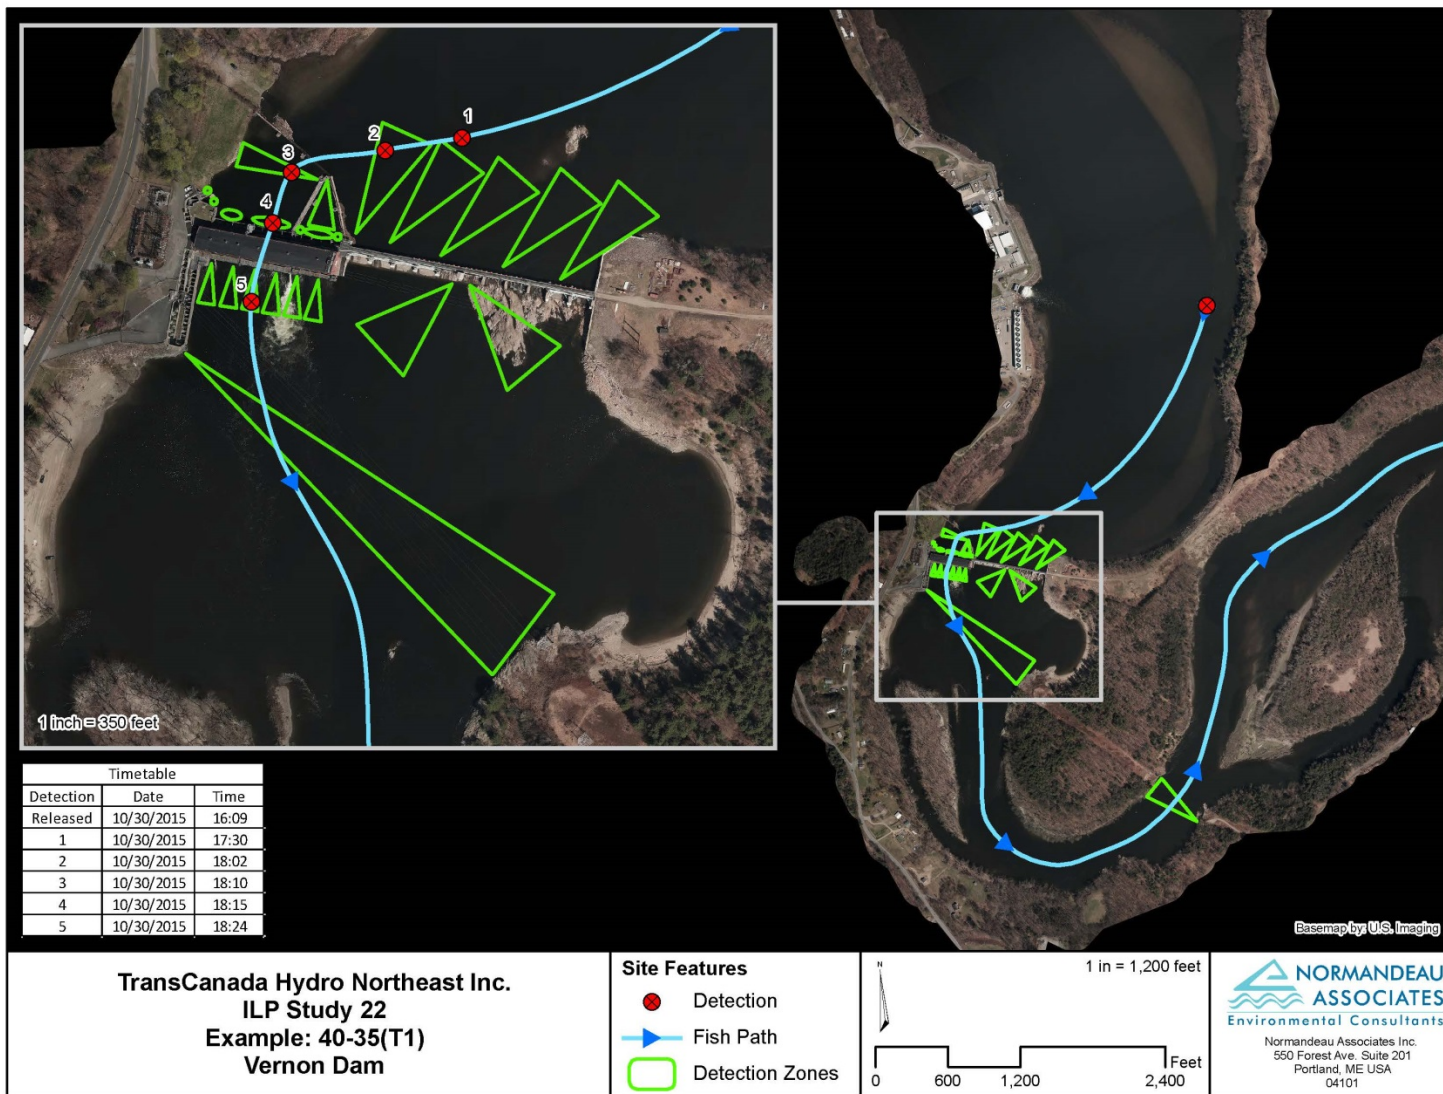 1
2
3
4
5
1 inch = 350 feet
Timetable
Detection Date Time
Released 10/30/2015 16:09
1 10/30/2015 17:30
2 10/30/2015 18:02
3 10/30/2015 18:10
4 10/30/2015 18:15
5 10/30/2015 18:24
Basemap by: U.S. Imaging
TransCanada Hydro Northeast Inc.
ILP Study 22
Example: 40-35(T1)
Vernon Dam
Site Features
Detection
Fish Path
Detection Zones
N
1 in = 1,200 feet
Feet
0 600 1,200 2,400
NORMANDEAU
ASSOCIATES
Environmental Consultants
Normandeau Associates Inc.
550 Forest Ave. Suite 201
Portland, ME USA
04101